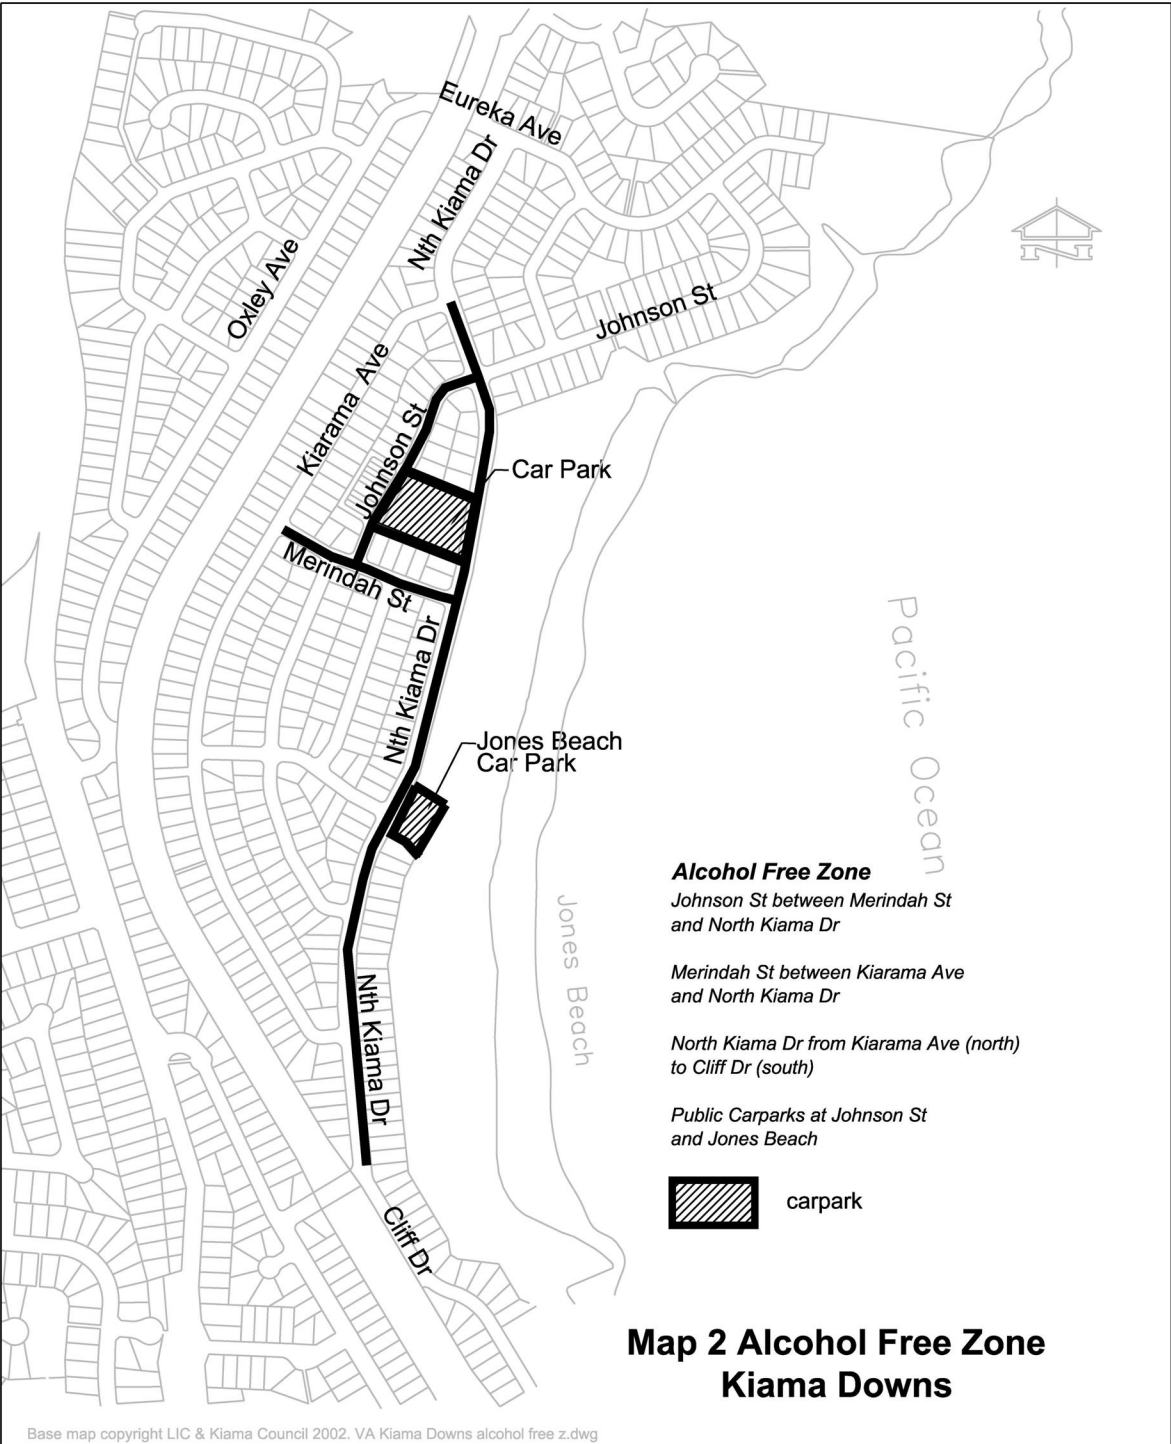 Eureka Ave
Nth Kiama Dr
Oxley Ave
Johnson St
Kiarama Ave
Johnson St
Car Park
Merindah St
Nth Kiama Dr
Jones Beach
Car Park
Pacific Ocean
Jones Beach
Nth Kiama Dr
Cliff Dr
Alcohol Free Zone
Johnson St between Merindah St
and North Kiama Dr
Merindah St between Kiarama Ave
and North Kiama Dr
North Kiama Dr from Kiarama Ave (north)
to Cliff Dr (south)
Public Carparks at Johnson St
and Jones Beach
carpark
Map 2 Alcohol Free Zone
Kiama Downs
Base map copyright LIC & Kiama Council 2002. VA Kiama Downs alcohol free z.dwg